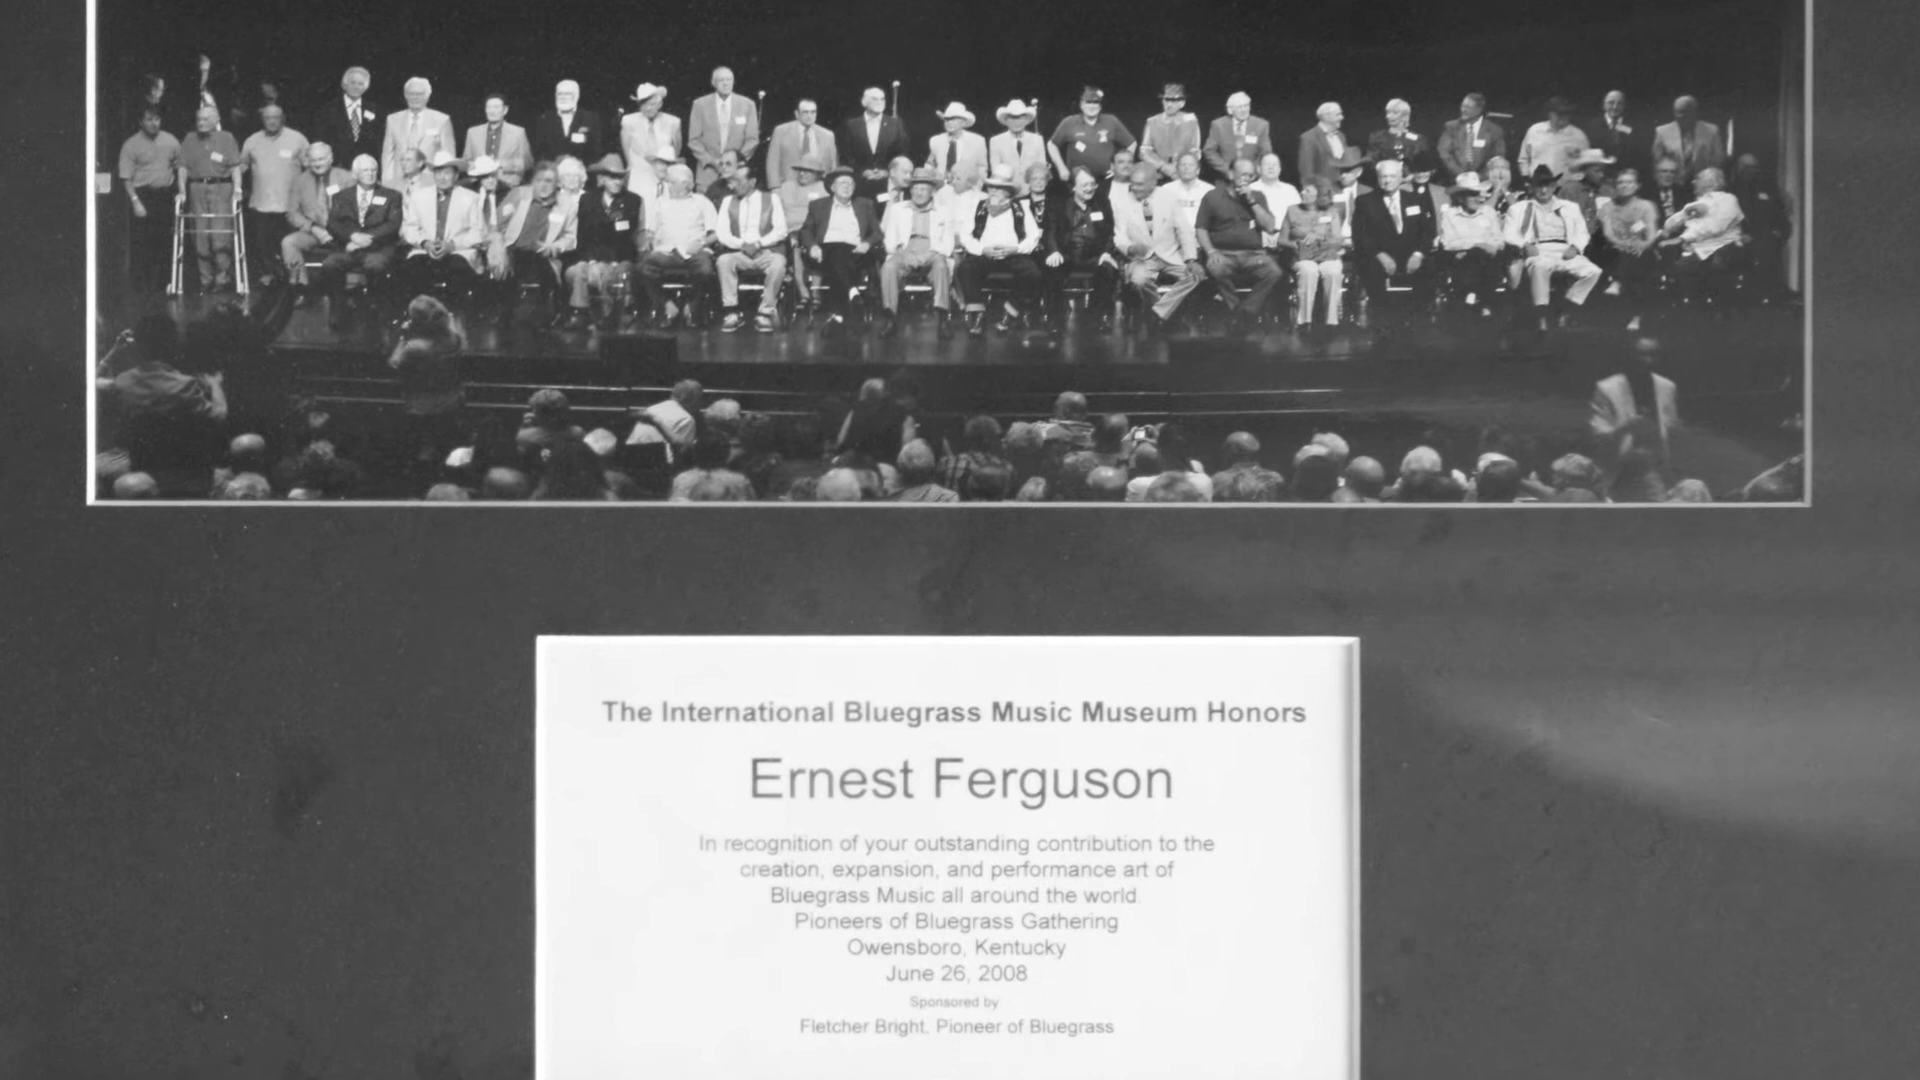 The International Bluegrass Music Museum Honors
Ernest Ferguson
In recognition of your outstanding contribution to the
creation, expansion, and performance art of
Bluegrass Music all around the world.
Pioneers of Bluegrass Gathering
Owensboro, Kentucky
June 26, 2008
Sponsored by
Fletcher Bright, Pioneer of Bluegrass